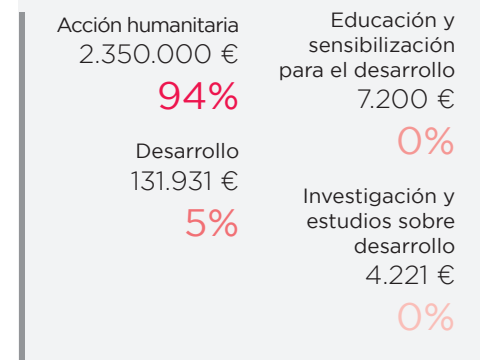 Acción humanitaria
2.350.000 €
94%
Desarrollo
131.931 €
5%
Educación y
sensibilización
para el desarrollo
7.200 €
0%
Investigación y
estudios sobre
desarrollo
4.221 €
0%